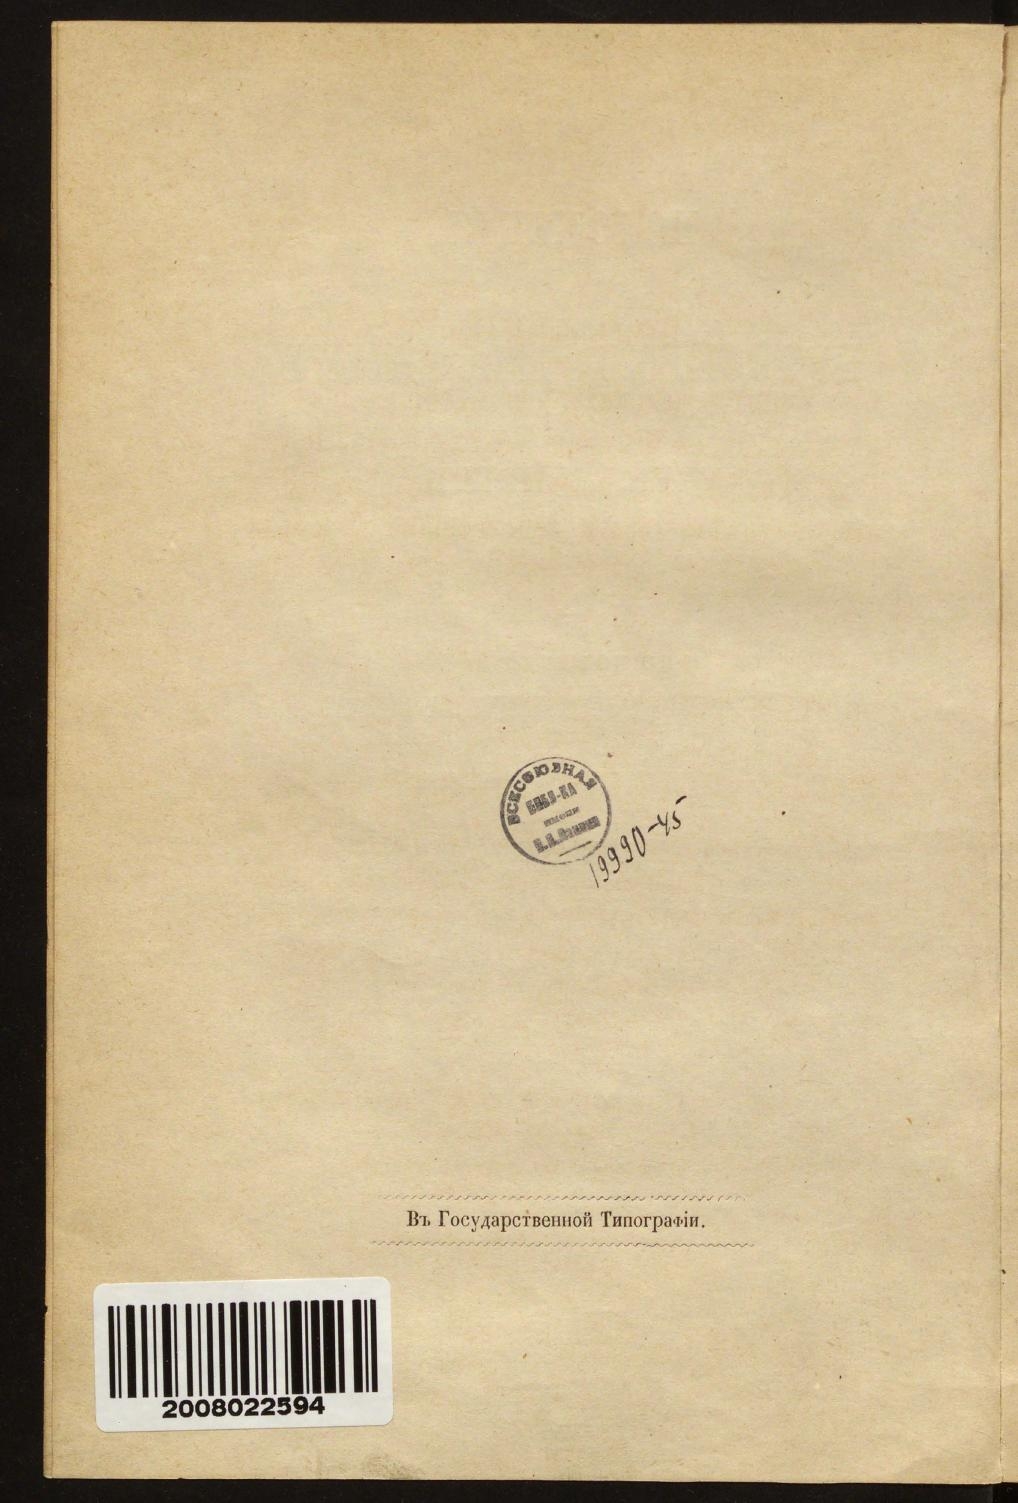 ВСЕСОЮЗНАЯ
БИБЛ-КА
имени
В.И.Ленина
19990-45
Въ Государственной Типографіи.
2008022594